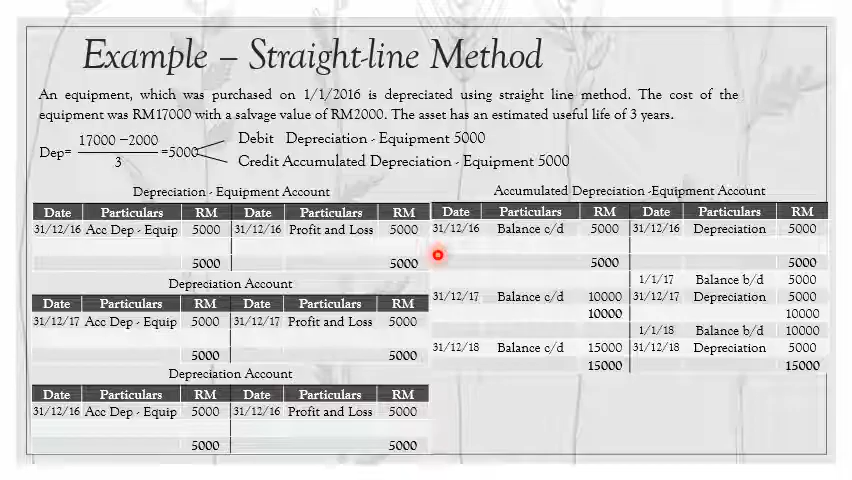 Example – Straight-line Method
An equipment, which was purchased on 1/1/2016 is depreciated using straight line method. The cost of the
equipment was RM17000 with a salvage value of RM2000. The asset has an estimated useful life of 3 years.
Dep= 17000 −2000 / 3 =5000
Debit Depreciation - Equipment 5000
Credit Accumulated Depreciation - Equipment 5000
Depreciation - Equipment Account
Date Particulars RM Date Particulars RM
31/12/16 Acc Dep - Equip 5000 31/12/16 Profit and Loss 5000
5000 5000
Depreciation Account
Date Particulars RM Date Particulars RM
31/12/17 Acc Dep - Equip 5000 31/12/17 Profit and Loss 5000
5000 5000
Depreciation Account
Date Particulars RM Date Particulars RM
31/12/16 Acc Dep - Equip 5000 31/12/16 Profit and Loss 5000
5000 5000
Accumulated Depreciation -Equipment Account
Date Particulars RM Date Particulars RM
31/12/16 Balance c/d 5000 31/12/16 Depreciation 5000
5000 5000
1/1/17 Balance b/d 5000
31/12/17 Balance c/d 10000 31/12/17 Depreciation 5000
10000 10000
1/1/18 Balance b/d 10000
31/12/18 Balance c/d 15000 31/12/18 Depreciation 5000
15000 15000